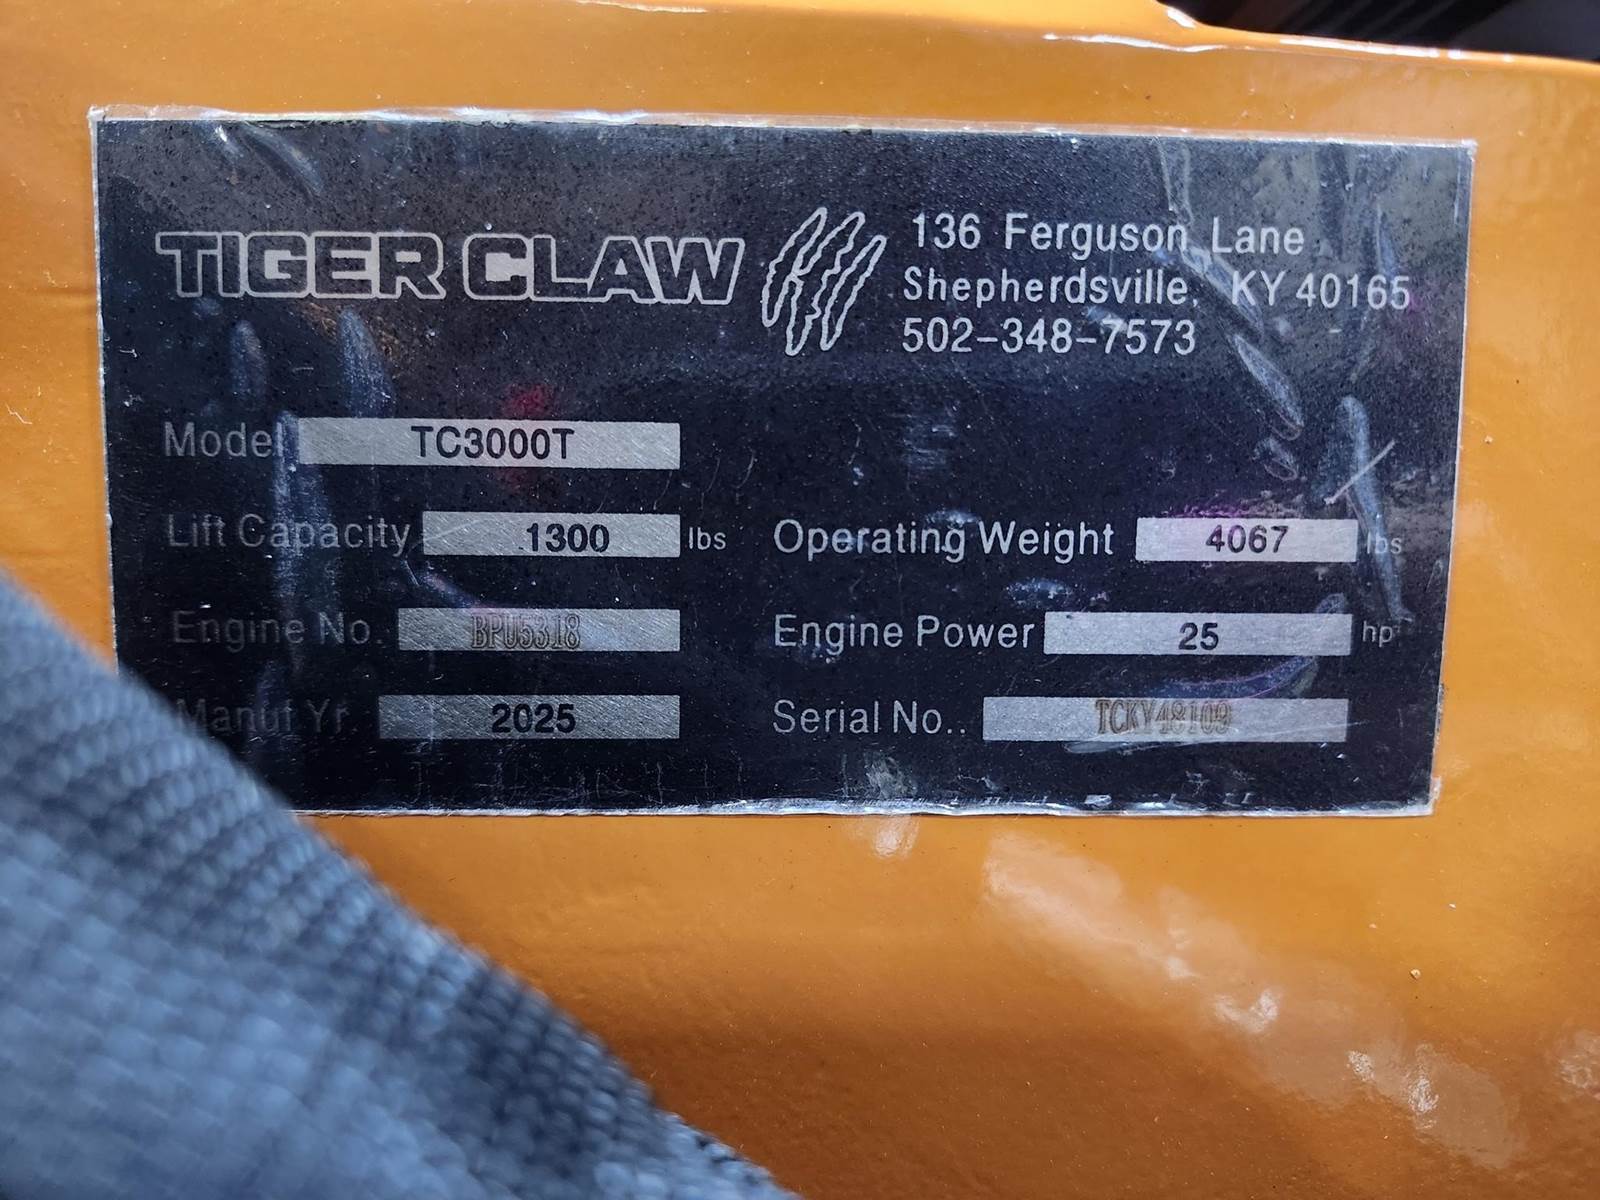 TIGER CLAW
136 Ferguson Lane
Shepherdsville, KY 40165
502-348-7573
Model TC3000T
Lift Capacity 1300 lbs
Operating Weight 4067 lbs
Engine No. BPU5318
Engine Power 25 hp
Manuf Yr 2025
Serial No.. TCKY48109